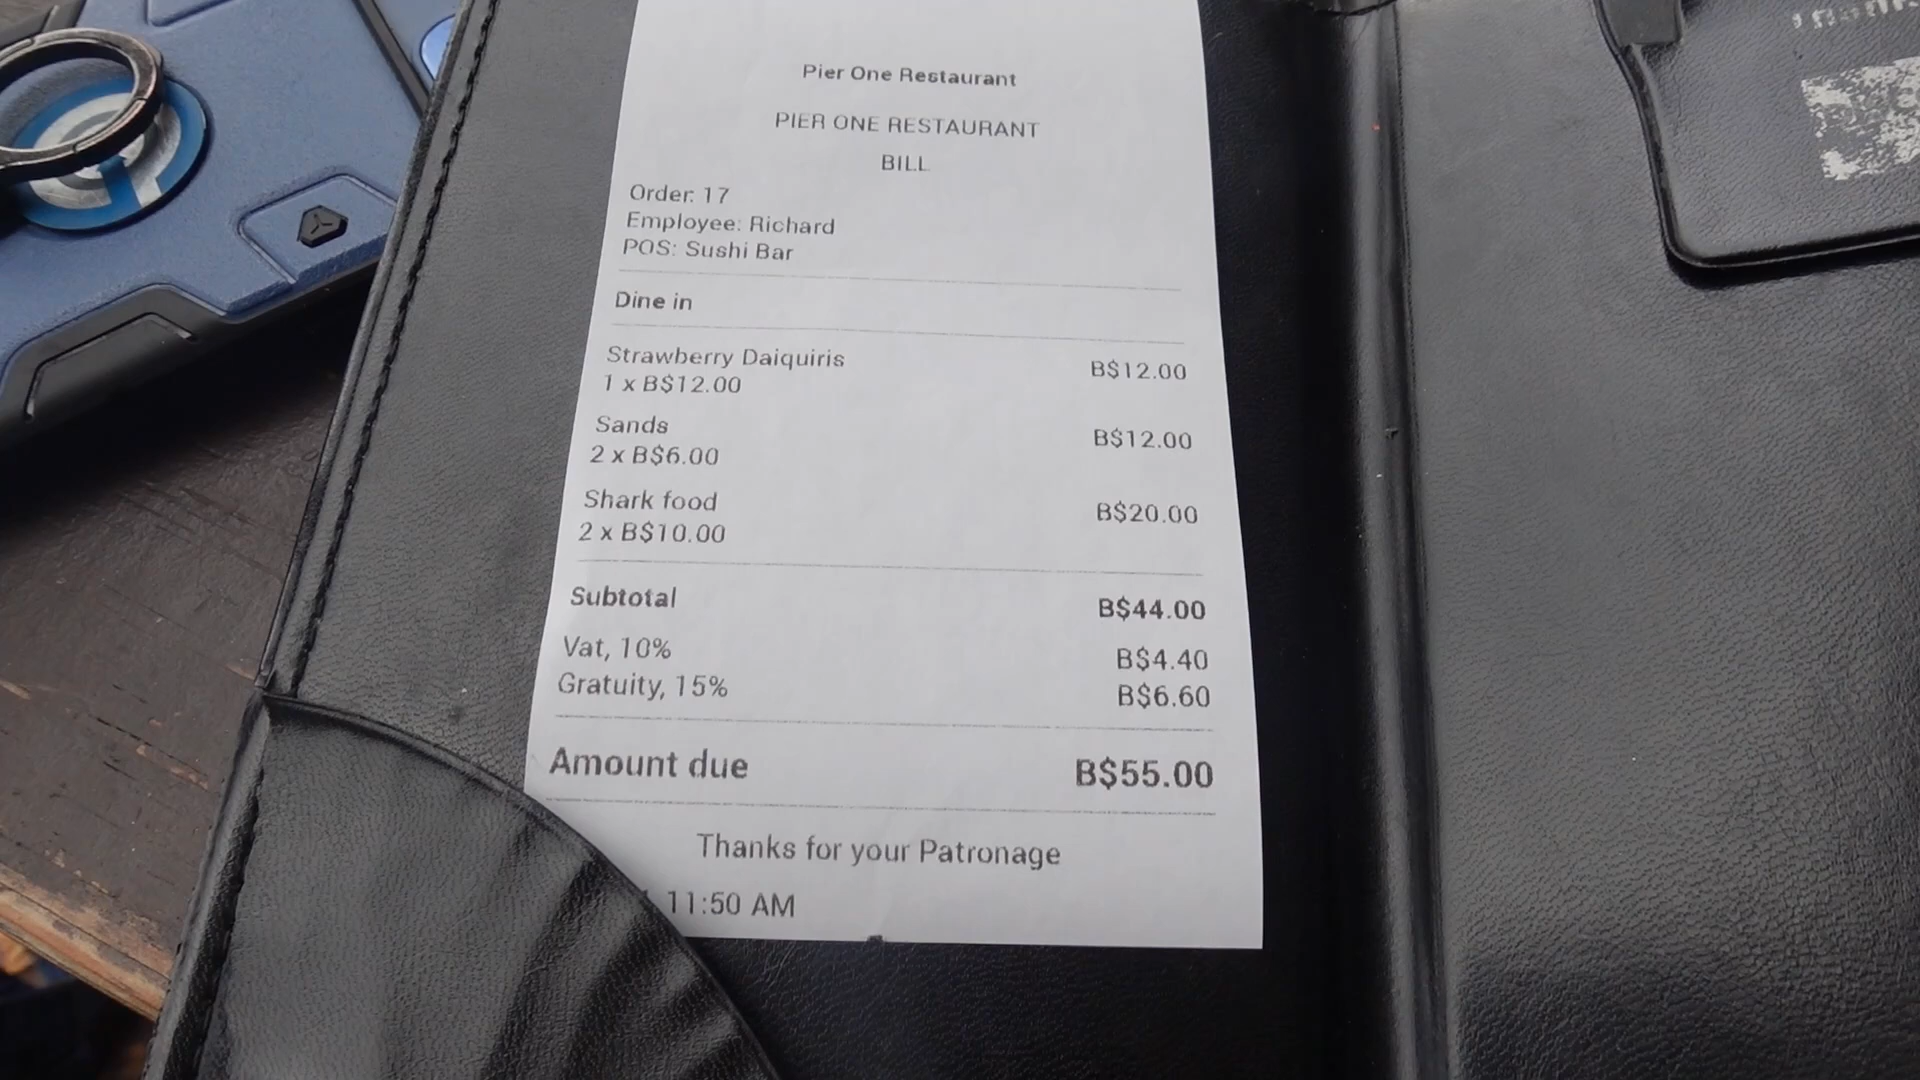 Pier One Restaurant
PIER ONE RESTAURANT
BILL
Order: 17
Employee: Richard
POS: Sushi Bar
Dine in
Strawberry Daiquiris B$12.00
1 x B$12.00
Sands B$12.00
2 x B$6.00
Shark food B$20.00
2 x B$10.00
Subtotal B$44.00
Vat, 10% B$4.40
Gratuity, 15% B$6.60
Amount due B$55.00
Thanks for your Patronage
11:50 AM